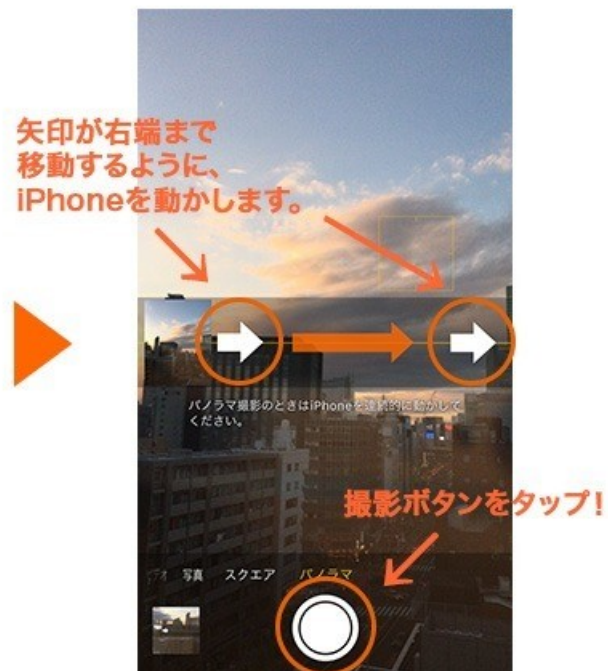 矢印が右端まで
移動するように、
iPhoneを動かします。
パノラマ撮影のときはiPhoneを連続的に動かして
ください。
撮影ボタンをタップ!
デオ 写真 スクエア パノラマ